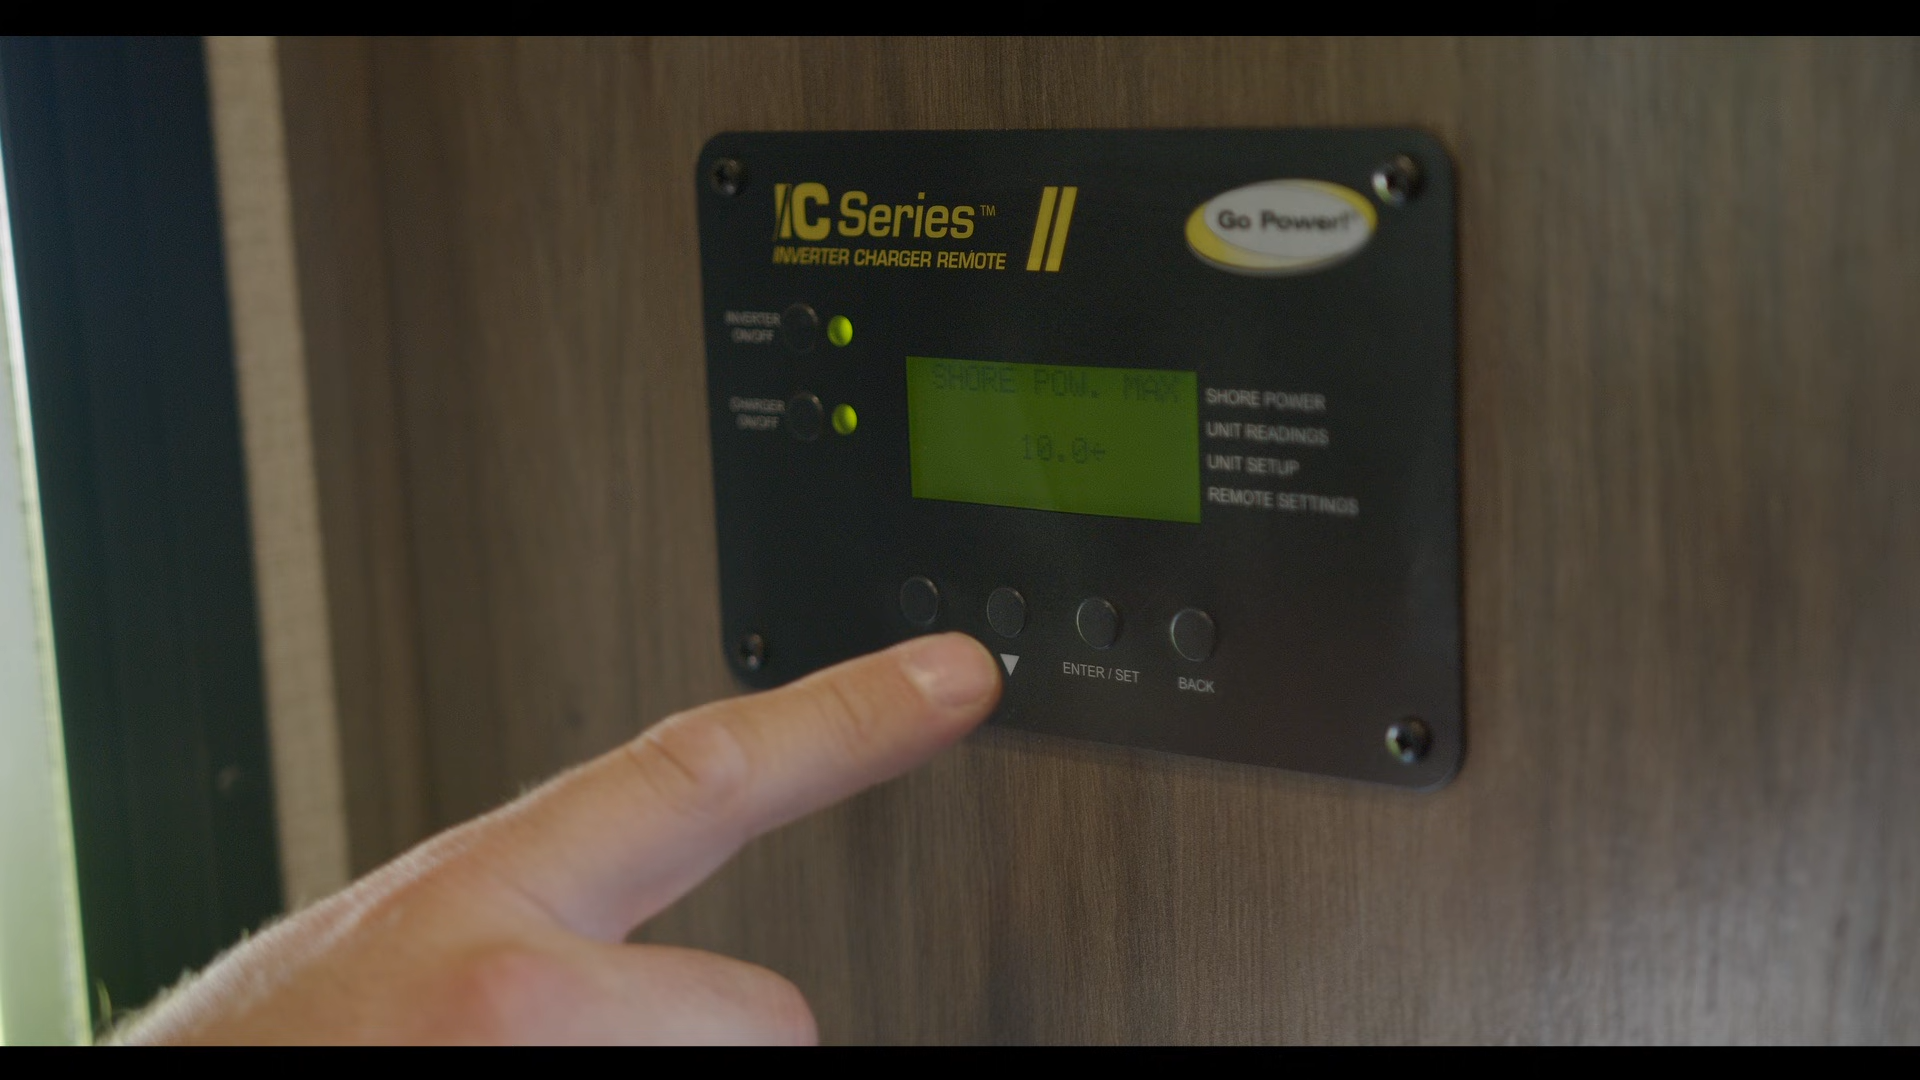 IC Series™
INVERTER CHARGER REMOTE
Go Power!
INVERTER
ON/OFF
CHARGER
ON/OFF
SHORE POW. MAX
10.0←
SHORE POWER
UNIT READINGS
UNIT SETUP
REMOTE SETTINGS
▼
ENTER / SET
BACK